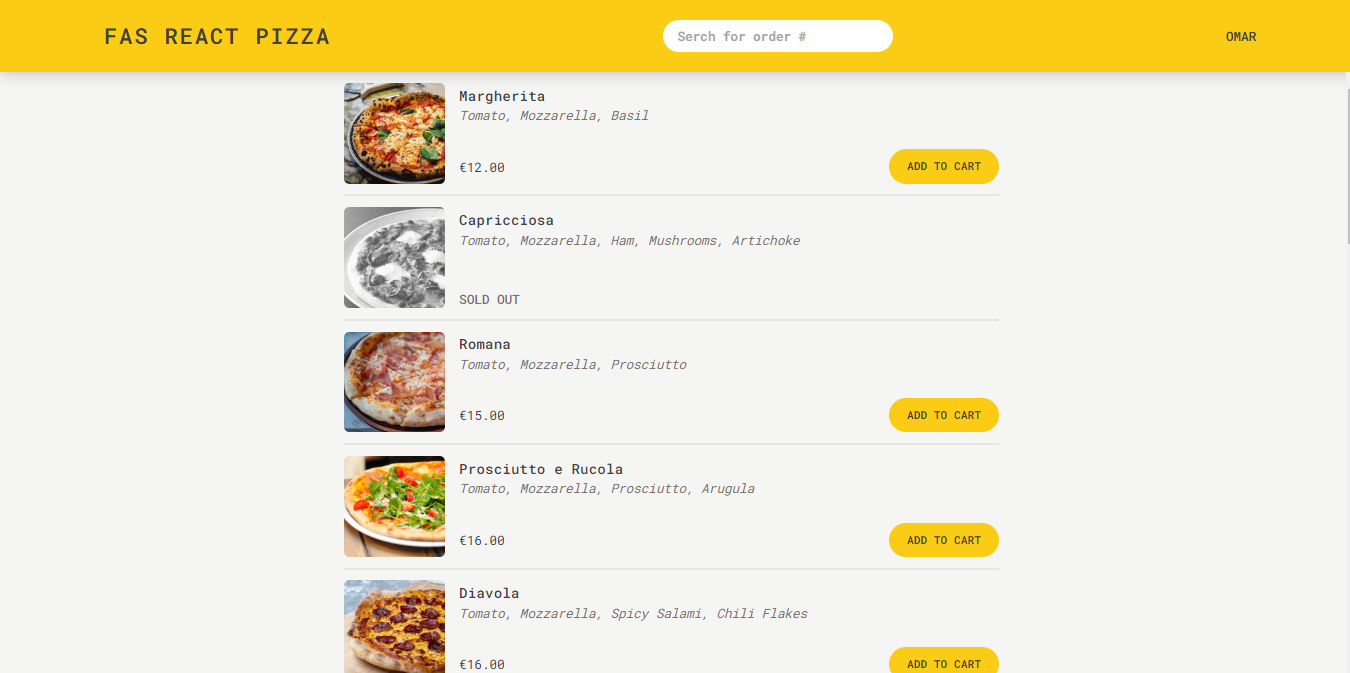 FAS REACT PIZZA
Serch for order #
OMAR
Margherita
Tomato, Mozzarella, Basil
€12.00
ADD TO CART
Capricciosa
Tomato, Mozzarella, Ham, Mushrooms, Artichoke
SOLD OUT
Romana
Tomato, Mozzarella, Prosciutto
€15.00
ADD TO CART
Prosciutto e Rucola
Tomato, Mozzarella, Prosciutto, Arugula
€16.00
ADD TO CART
Diavola
Tomato, Mozzarella, Spicy Salami, Chili Flakes
€16.00
ADD TO CART